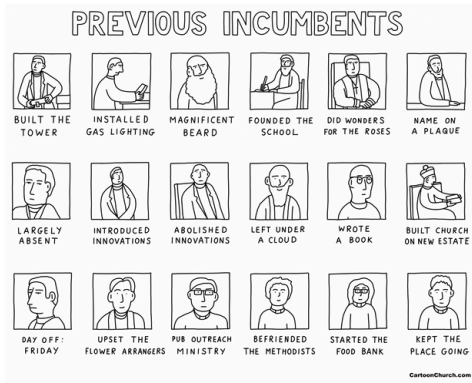 PREVIOUS INCUMBENTS
BUILT THE
TOWER
INSTALLED
GAS LIGHTING
MAGNIFICENT
BEARD
FOUNDED THE
SCHOOL
DID WONDERS
FOR THE ROSES
NAME ON
A PLAQUE
LARGELY
ABSENT
INTRODUCED
INNOVATIONS
ABOLISHED
INNOVATIONS
LEFT UNDER
A CLOUD
WROTE
A BOOK
BUILT CHURCH
ON NEW ESTATE
DAY OFF:
FRIDAY
UPSET THE
FLOWER ARRANGERS
PUB OUTREACH
MINISTRY
BEFRIENDED
THE METHODISTS
STARTED THE
FOOD BANK
KEPT THE
PLACE GOING
CartoonChurch.com